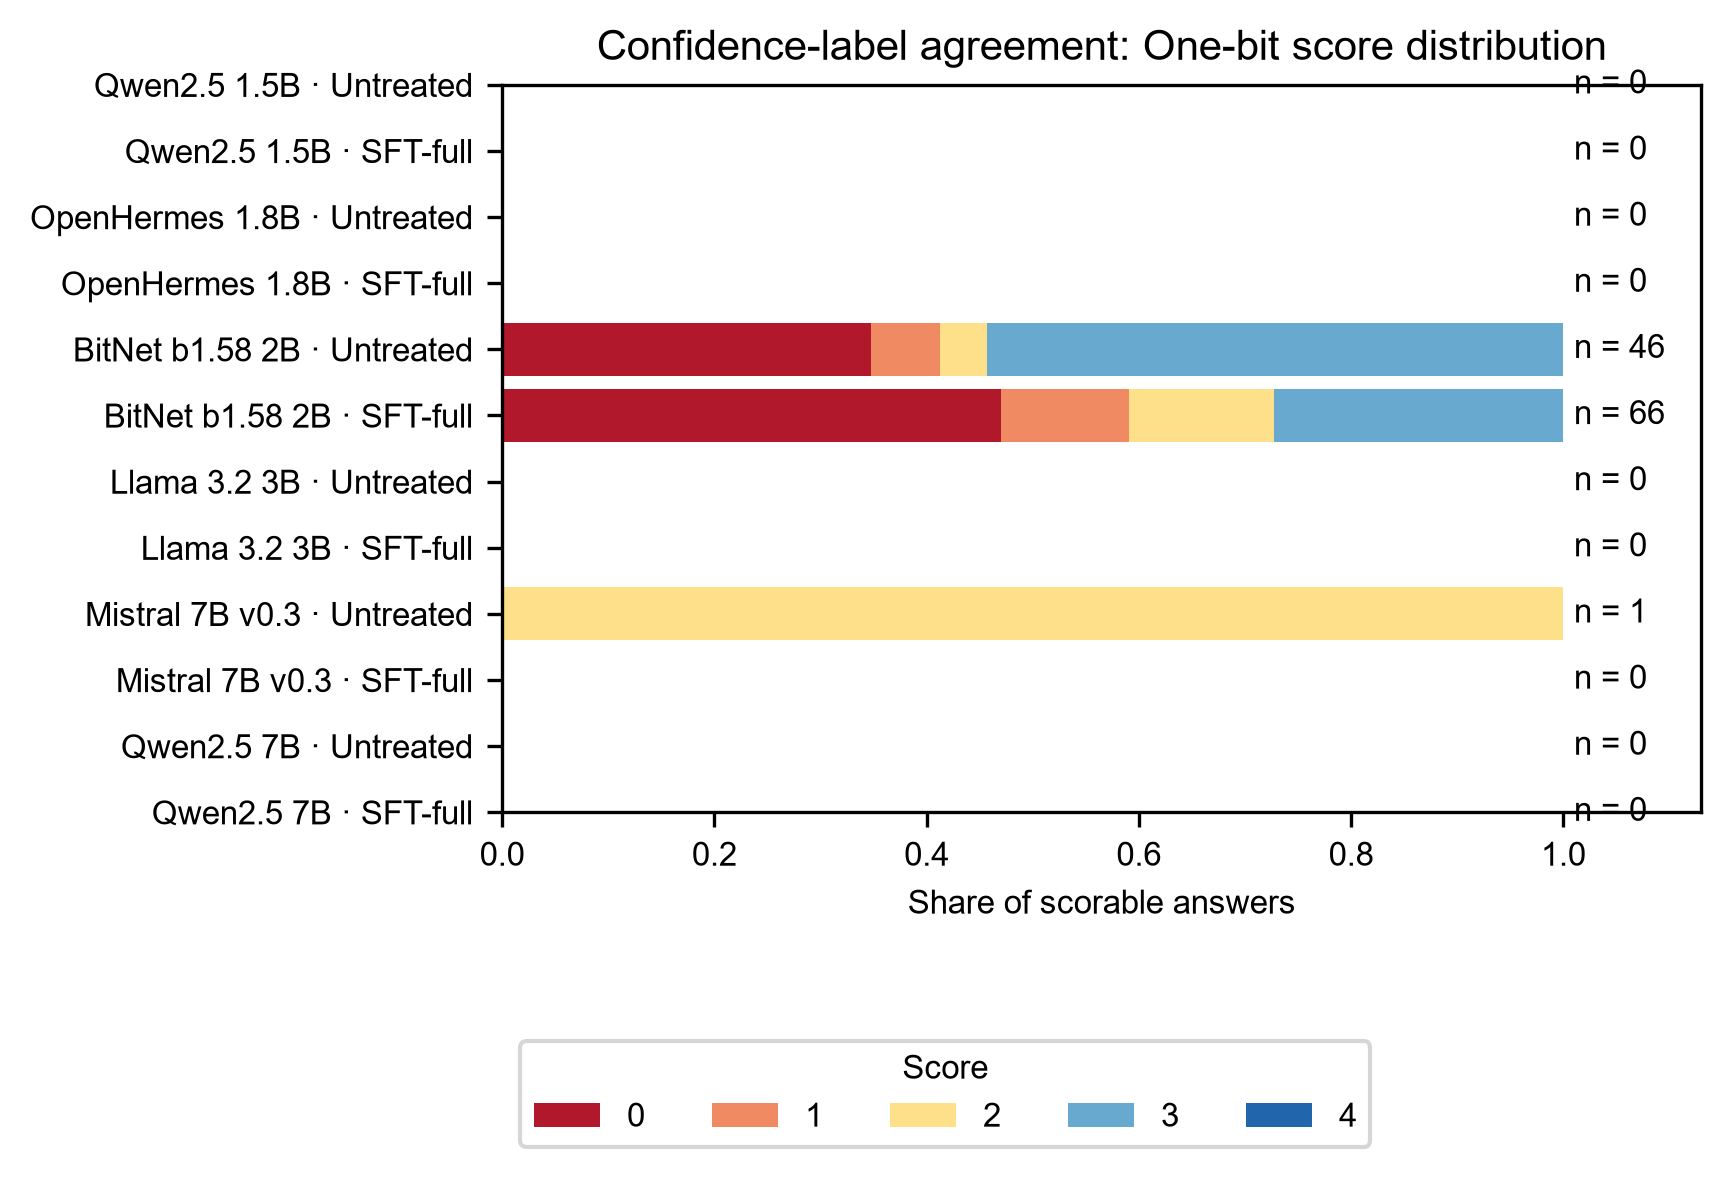 Confidence-label agreement: One-bit score distribution
Qwen2.5 1.5B · Untreated n = 0
Qwen2.5 1.5B · SFT-full n = 0
OpenHermes 1.8B · Untreated n = 0
OpenHermes 1.8B · SFT-full n = 0
BitNet b1.58 2B · Untreated n = 46
BitNet b1.58 2B · SFT-full n = 66
Llama 3.2 3B · Untreated n = 0
Llama 3.2 3B · SFT-full n = 0
Mistral 7B v0.3 · Untreated n = 1
Mistral 7B v0.3 · SFT-full n = 0
Qwen2.5 7B · Untreated n = 0
Qwen2.5 7B · SFT-full n = 0
0.0 0.2 0.4 0.6 0.8 1.0
Share of scorable answers
Score
0 1 2 3 4